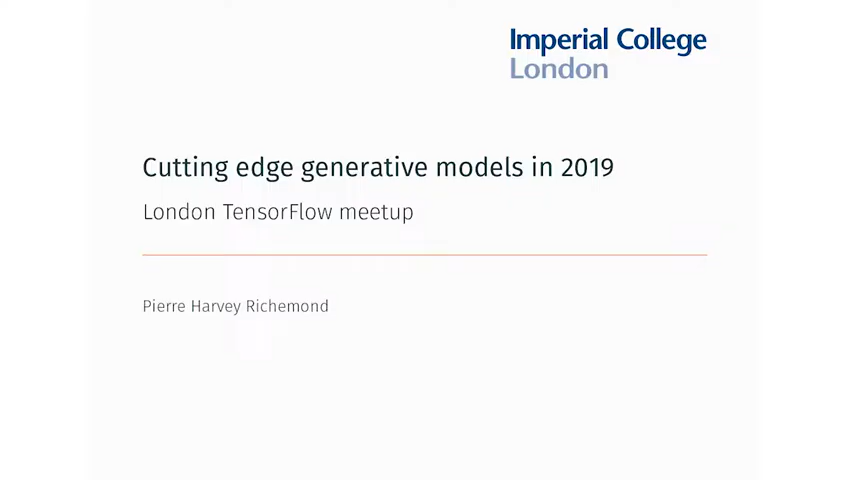 Imperial College
London
Cutting edge generative models in 2019
London TensorFlow meetup
Pierre Harvey Richemond